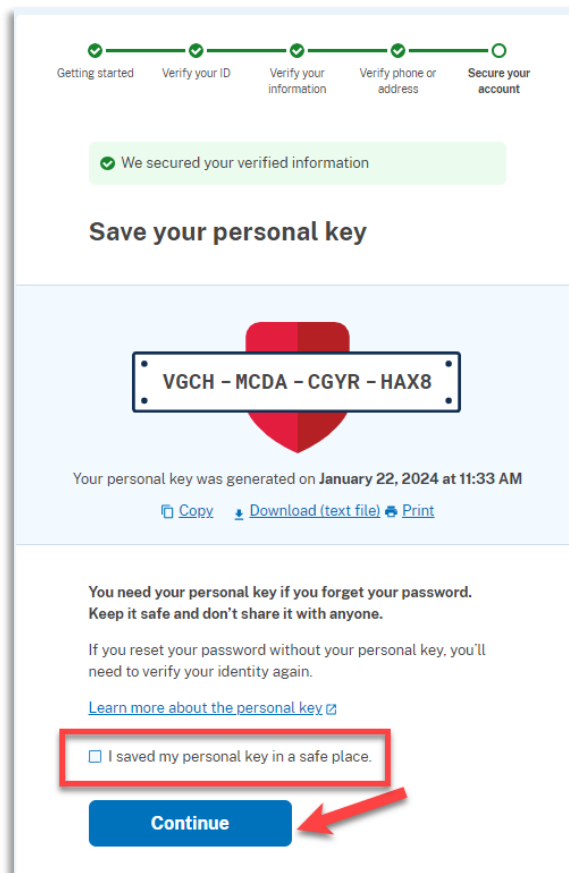 Getting started
Verify your ID
Verify your
information
Verify phone or
address
Secure your
account
We secured your verified information
Save your personal key
VGCH – MCDA – CGYR – HAX8
Your personal key was generated on January 22, 2024 at 11:33 AM
Copy Download (text file) Print
You need your personal key if you forget your password.
Keep it safe and don't share it with anyone.
If you reset your password without your personal key, you'll
need to verify your identity again.
Learn more about the personal key
I saved my personal key in a safe place.
Continue